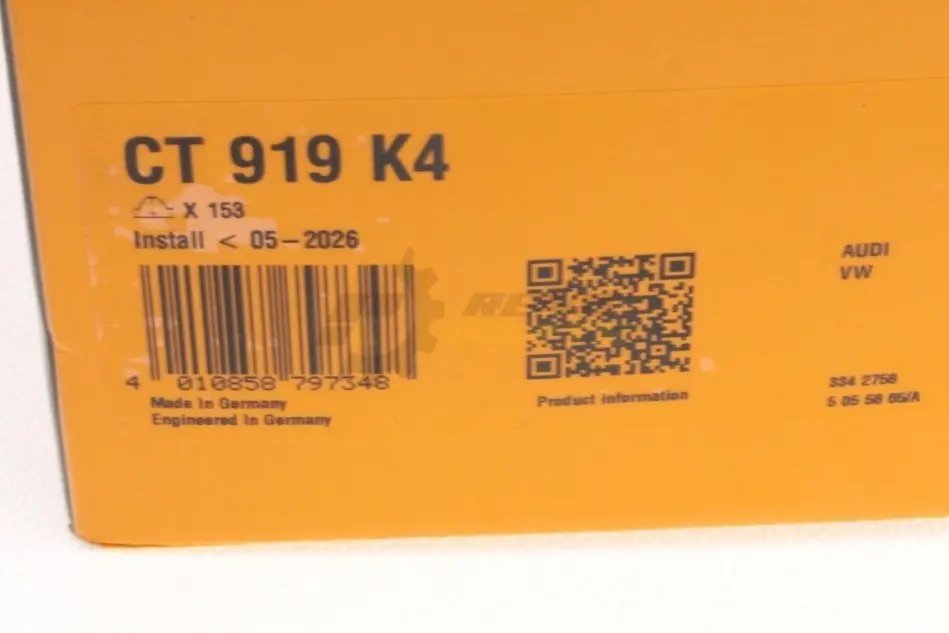 CT 919 K4
X 153
Install < 05-2026
4 010858 797348
Made In Germany
Engineered In Germany
Product information
AUDI
VW
334 2756
5 05 58 65/A